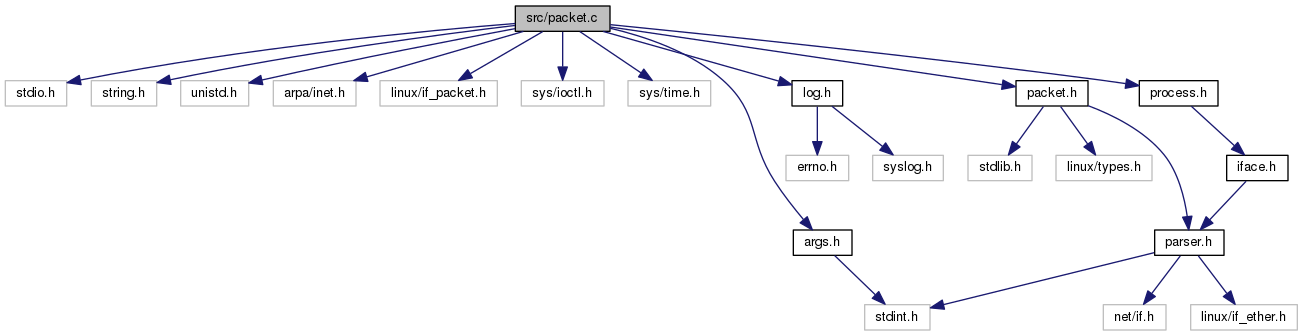 src/packet.c
stdio.h
string.h
unistd.h
arpa/inet.h
linux/if_packet.h
sys/ioctl.h
sys/time.h
log.h
packet.h
process.h
errno.h
syslog.h
stdlib.h
linux/types.h
iface.h
args.h
parser.h
stdint.h
net/if.h
linux/if_ether.h